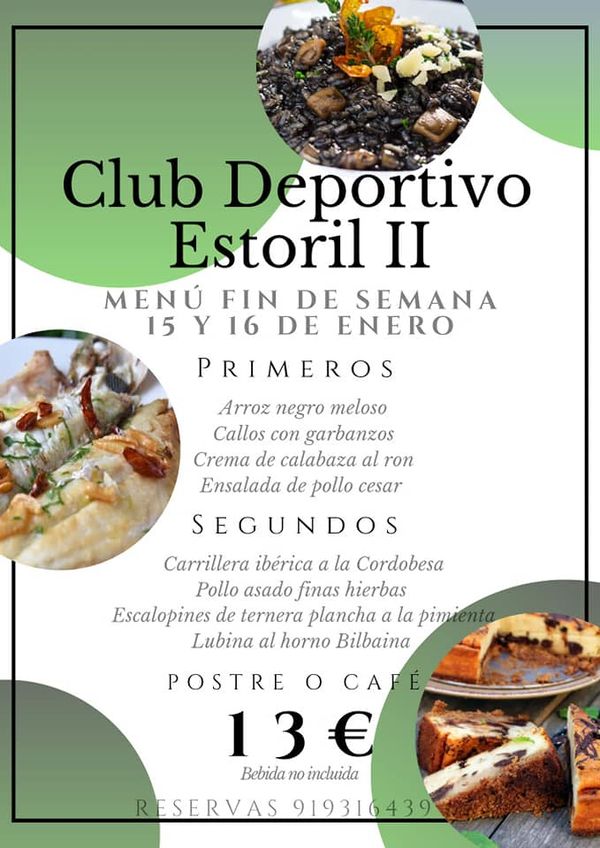 Club Deportivo
Estoril II
MENÚ FIN DE SEMANA
15 Y 16 DE ENERO
PRIMEROS
Arroz negro meloso
Callos con garbanzos
Crema de calabaza al ron
Ensalada de pollo cesar
SEGUNDOS
Carrillera ibérica a la Cordobesa
Pollo asado finas hierbas
Escalopines de ternera plancha a la pimienta
Lubina al horno Bilbaina
POSTRE O CAFÉ
13€
Bebida no incluida
RESERVAS 919316439